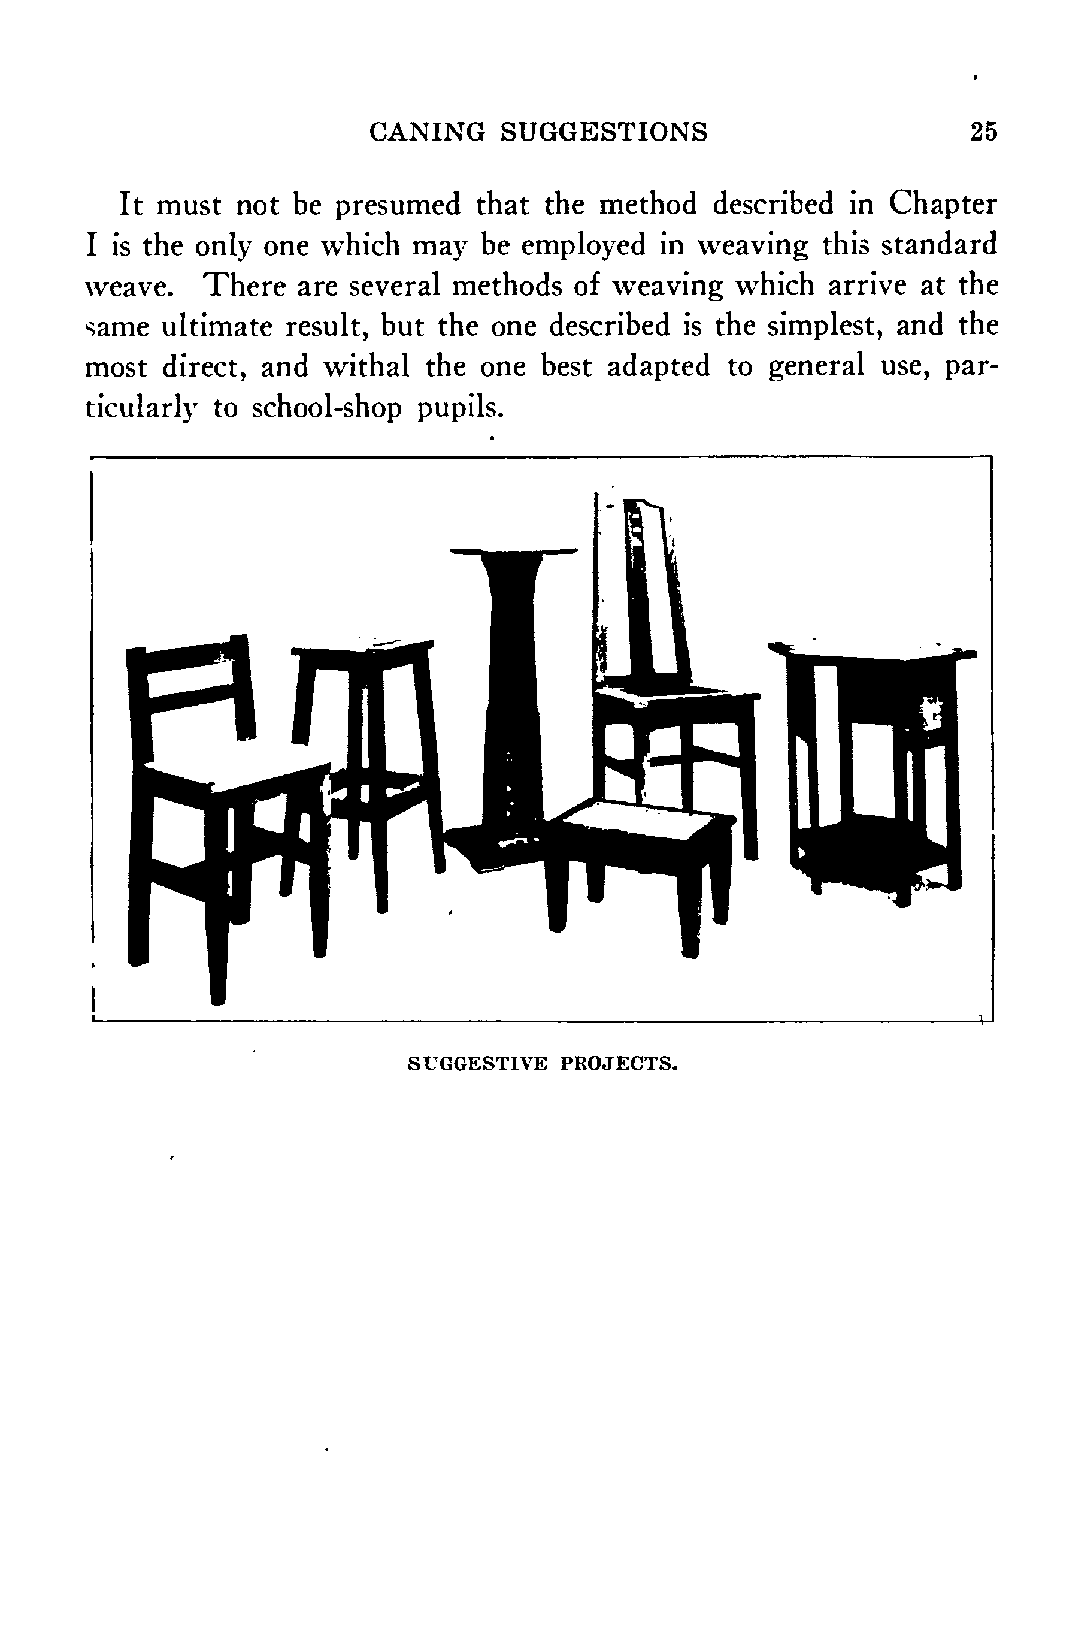 CANING SUGGESTIONS 25
It must not be presumed that the method described in Chapter
I is the only one which may be employed in weaving this standard
weave. There are several methods of weaving which arrive at the
same ultimate result, but the one described is the simplest, and the
most direct, and withal the one best adapted to general use, par-
ticularly to school-shop pupils.
SUGGESTIVE PROJECTS.